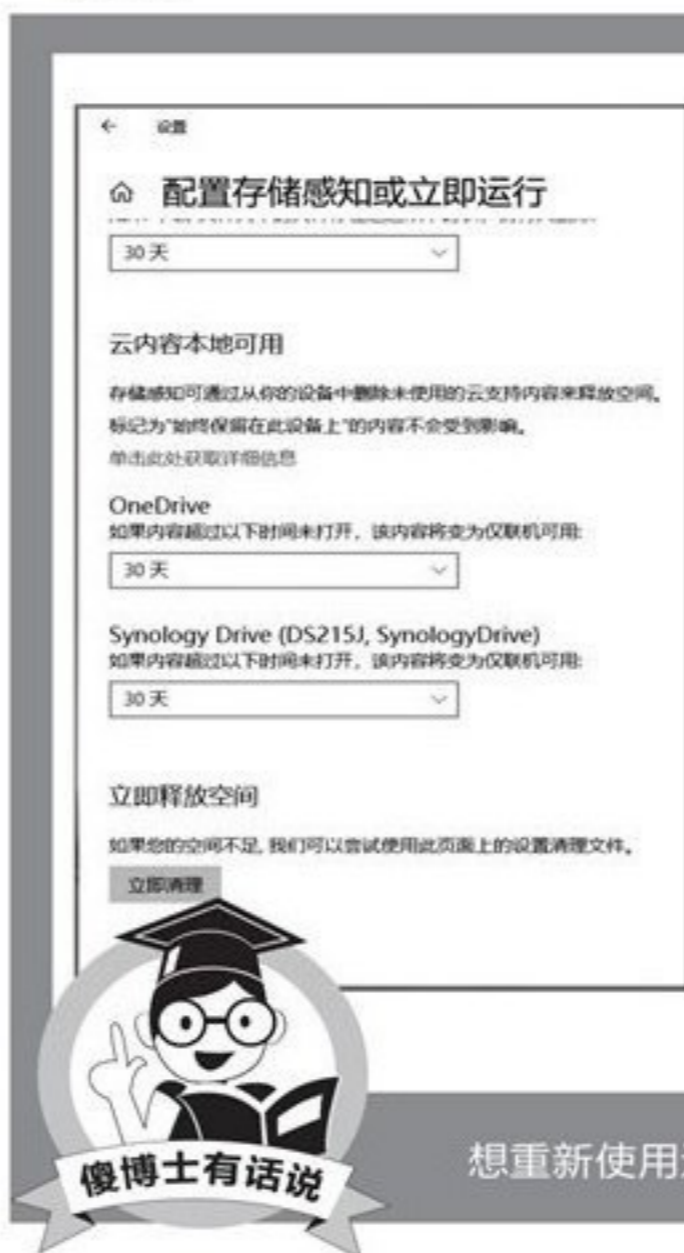 设置
配置存储感知或立即运行
30 天
云内容本地可用
存储感知可通过从你的设备中删除未使用的云支持内容来释放空间。
标记为"始终保留在此设备上"的内容不会受到影响。
单击此处获取详细信息
OneDrive
如果内容超过以下时间未打开，该内容将变为仅联机可用:
30 天
Synology Drive (DS215J, SynologyDrive)
如果内容超过以下时间未打开，该内容将变为仅联机可用:
30 天
立即释放空间
如果您的空间不足, 我们可以尝试使用此页面上的设置清理文件。
立即清理
傻博士有话说
想重新使用